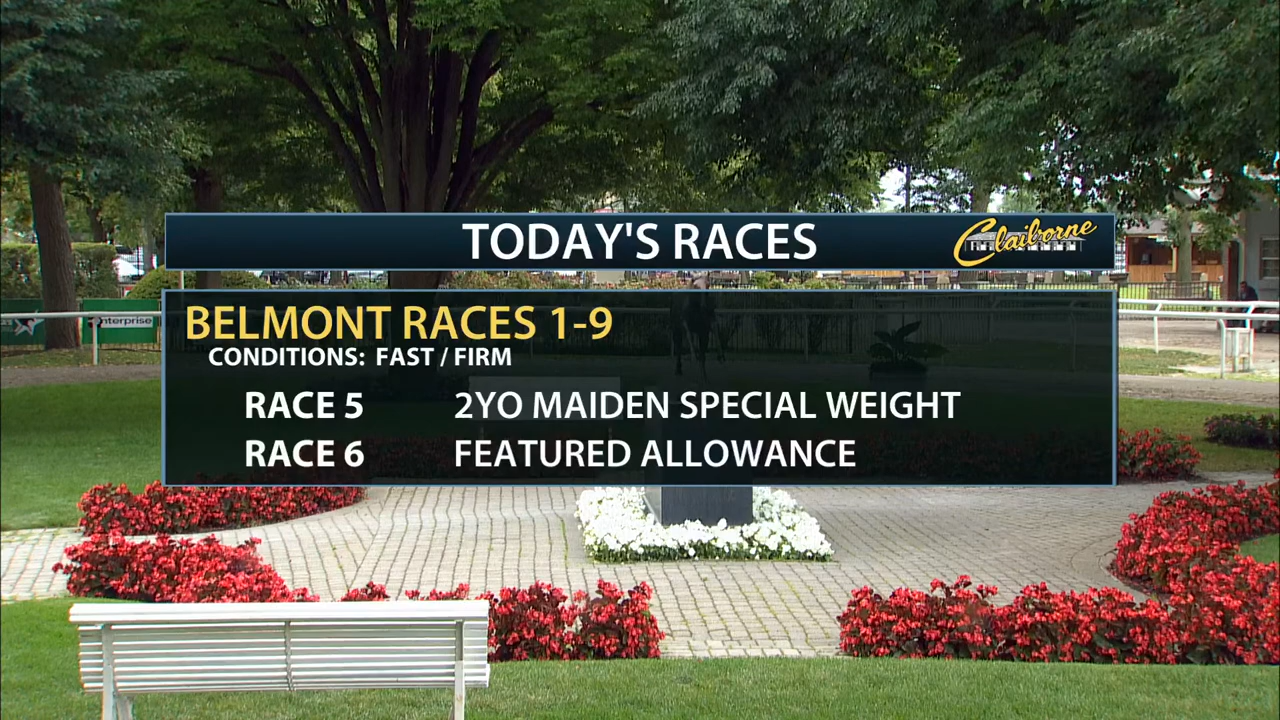 TODAY'S RACES
Claiborne
BELMONT RACES 1-9
CONDITIONS: FAST / FIRM
RACE 5 2YO MAIDEN SPECIAL WEIGHT
RACE 6 FEATURED ALLOWANCE
enterprise